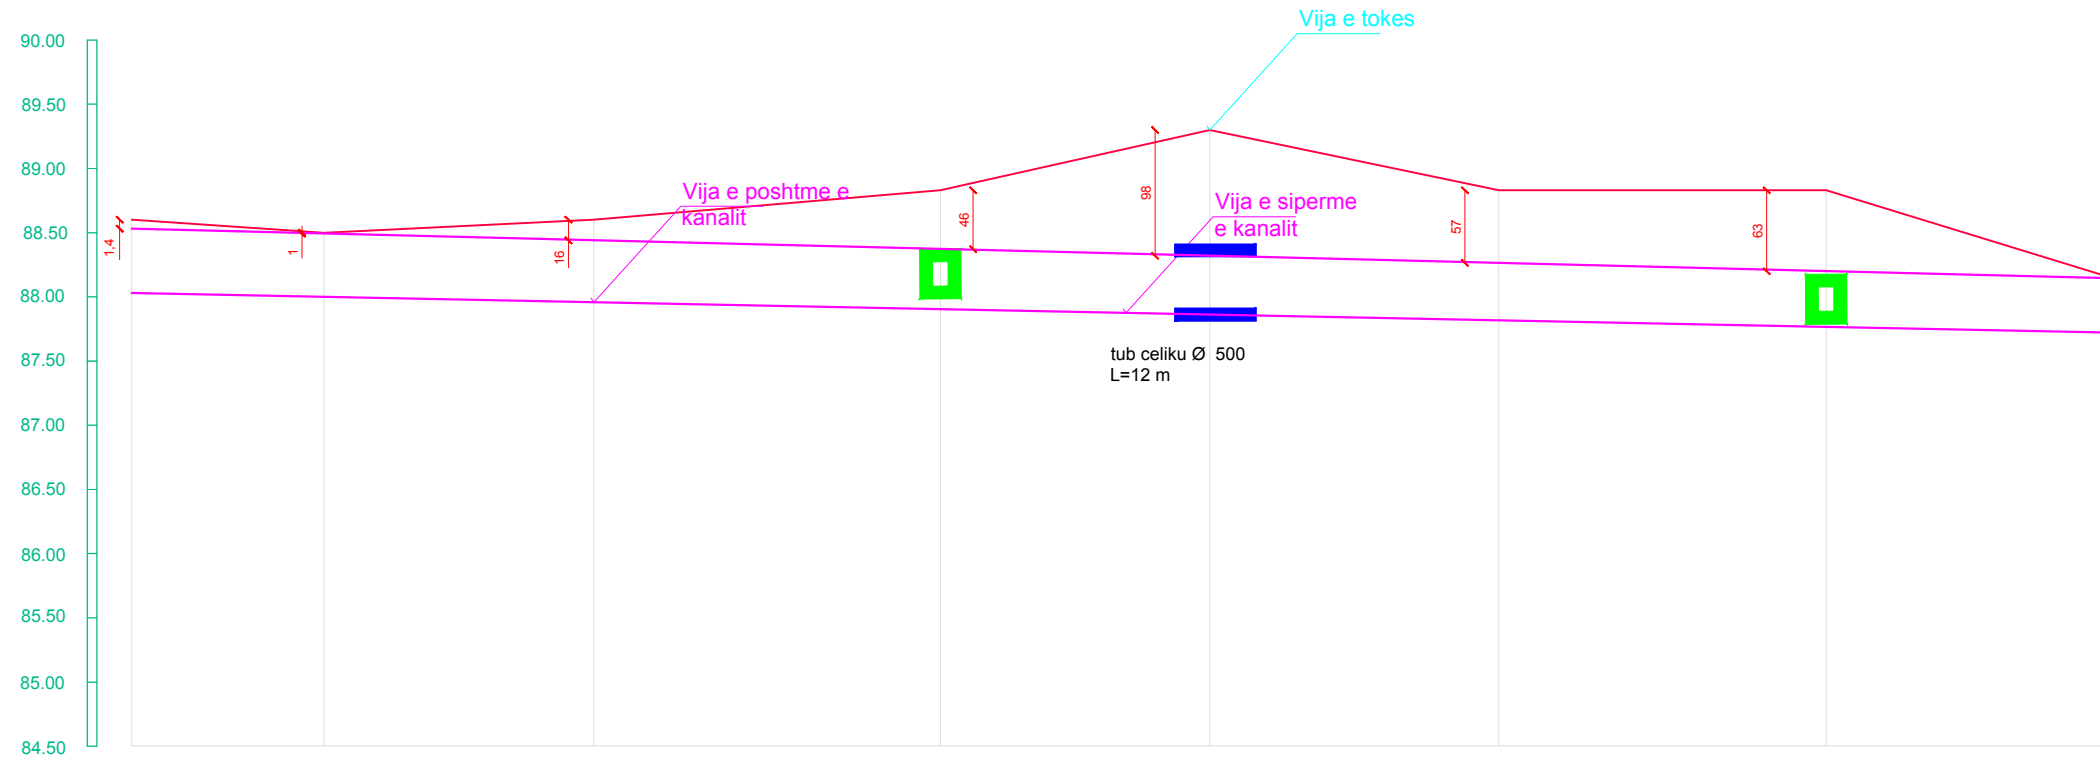 Vija e tokes
90.00
89.50
89.00
88.50
88.00
87.50
87.00
86.50
86.00
85.50
85.00
84.50
Vija e poshtme e
kanalit
Vija e siperme
e kanalit
1,4
1
16
46
98
57
63
tub celiku Ø 500
L=12 m